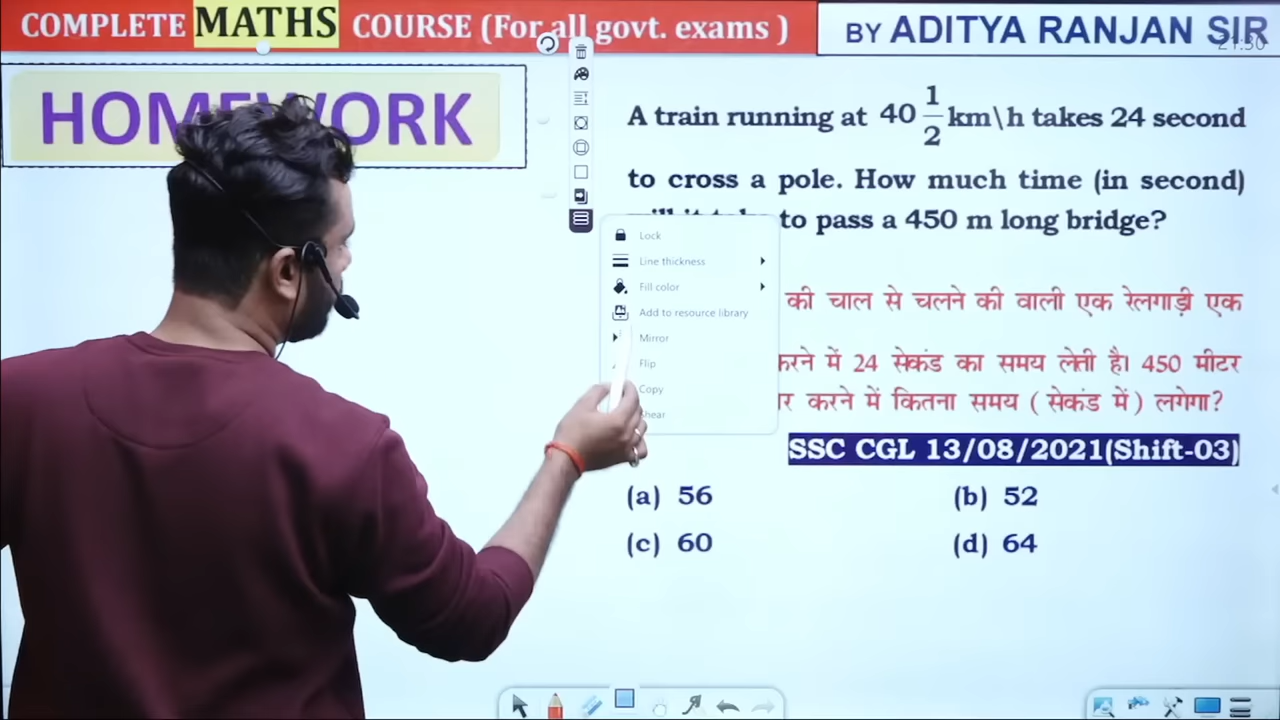 COMPLETE MATHS COURSE (For all govt. exams )
BY ADITYA RANJAN SIR
HOMEWORK
A train running at 40 1/2 km\h takes 24 second
to cross a pole. How much time (in second)
to pass a 450 m long bridge?
की चाल से चलने की वाली एक रेलगाड़ी एक
करने में 24 सेकंड का समय लेती है। 450 मीटर
करने में कितना समय ( सेकंड में ) लगेगा?
SSC CGL 13/08/2021(Shift-03)
(a) 56 (b) 52
(c) 60 (d) 64
Lock
Line thickness
Fill color
Add to resource library
Mirror
Flip
Copy
Shear